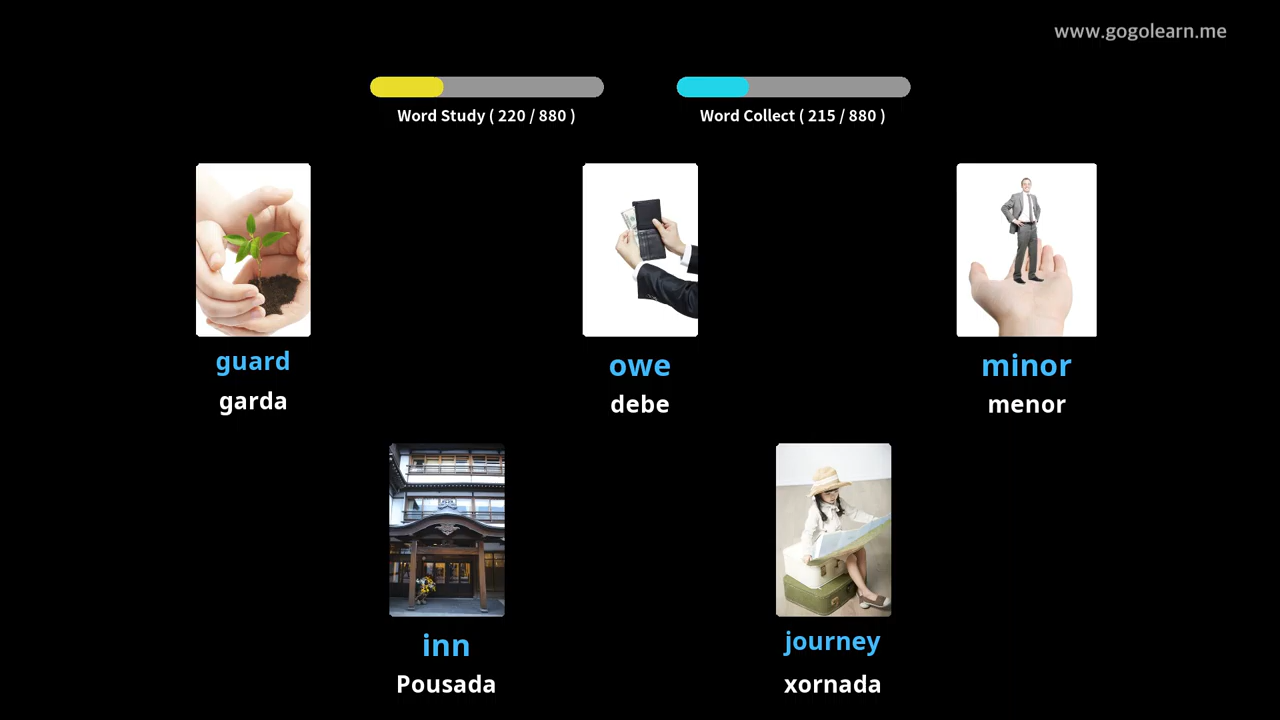 www.gogolearn.me
Word Study ( 220 / 880 )
Word Collect ( 215 / 880 )
guard
garda
owe
debe
minor
menor
inn
Pousada
journey
xornada